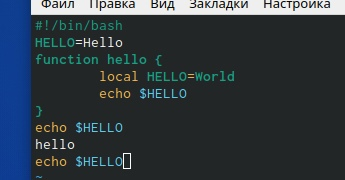 Файл Правка Вид Закладки Настройка
#!/bin/bash
HELLO=Hello
function hello {
        local HELLO=World
        echo $HELLO
}
echo $HELLO
hello
echo $HELLO
~